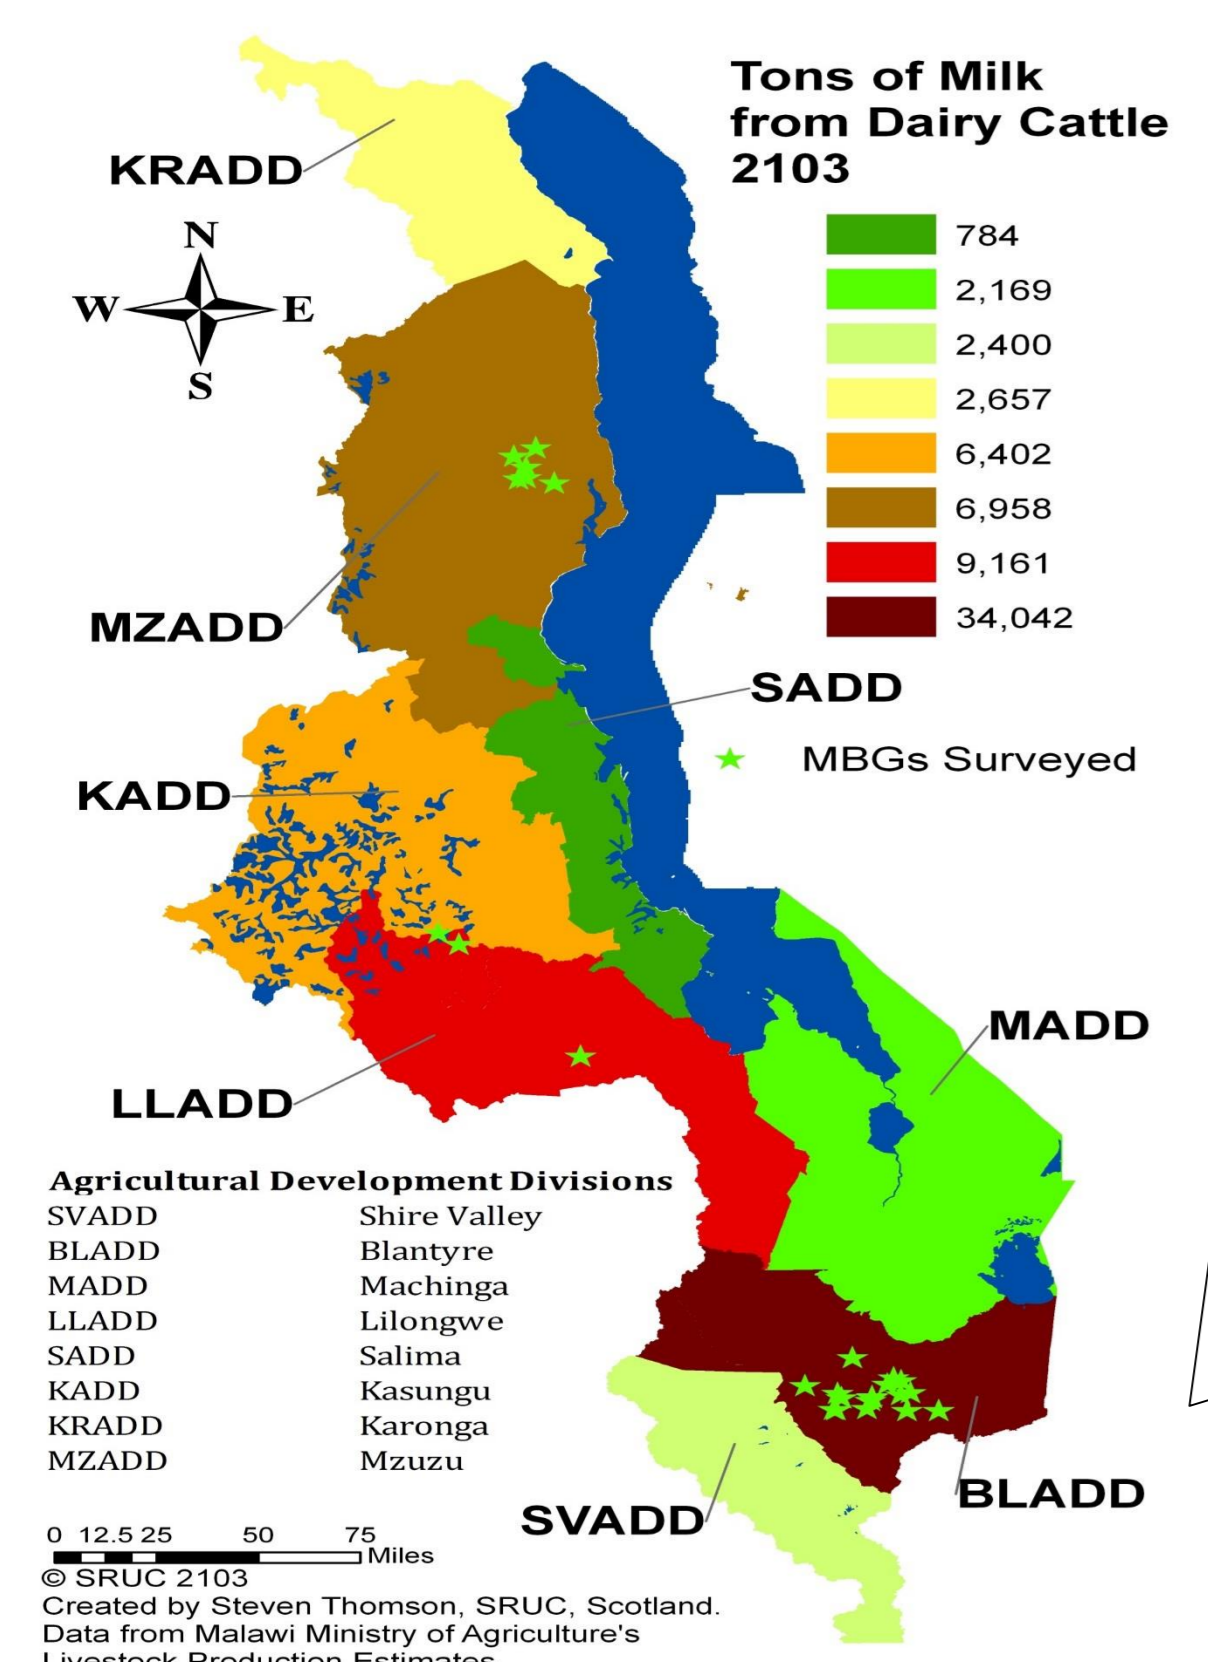 Tons of Milk
from Dairy Cattle
2103
KRADD
N
W E
S
784
2,169
2,400
2,657
6,402
6,958
9,161
34,042
MZADD
SADD
MBGs Surveyed
KADD
MADD
LLADD
Agricultural Development Divisions
SVADD Shire Valley
BLADD Blantyre
MADD Machinga
LLADD Lilongwe
SADD Salima
KADD Kasungu
KRADD Karonga
MZADD Mzuzu
BLADD
SVADD
0 12.5 25 50 75
Miles
© SRUC 2103
Created by Steven Thomson, SRUC, Scotland.
Data from Malawi Ministry of Agriculture's
Livestock Production Estimates